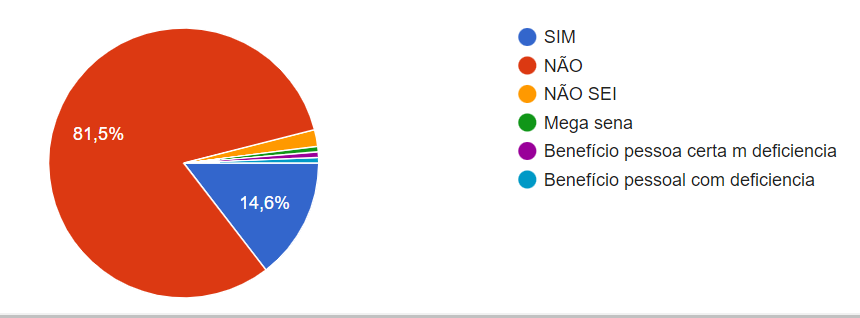 81,5%
14,6%
SIM
NÃO
NÃO SEI
Mega sena
Benefício pessoa certa m deficiencia
Benefício pessoal com deficiencia